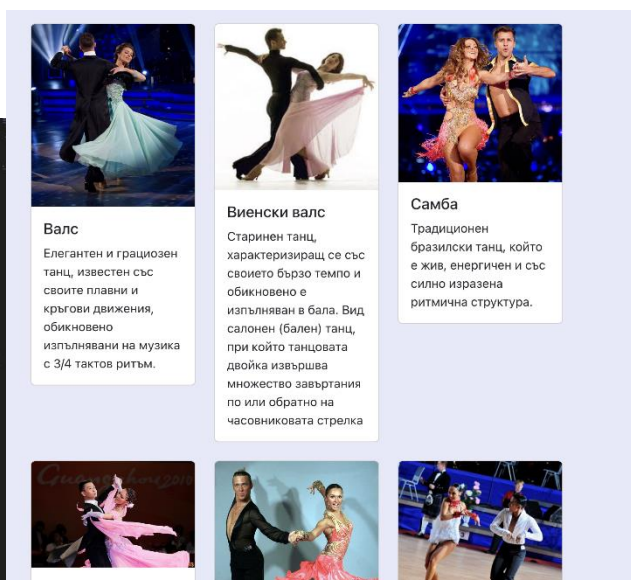 Валс
Елегантен и грациозен
танц, известен със
своите плавни и
кръгови движения,
обикновено
изпълнявани на музика
с 3/4 тактов ритъм.
Виенски валс
Старинен танц,
характеризиращ се със
своието бързо темпо и
обикновено е
изпълняван в бала. Вид
салонен (бален) танц,
при който танцовата
двойка извършва
множество завъртания
по или обратно на
часовниковата стрелка
Самба
Традиционен
бразилски танц, който
е жив, енергичен и със
силно изразена
ритмична структура.
Guangzhou 2010